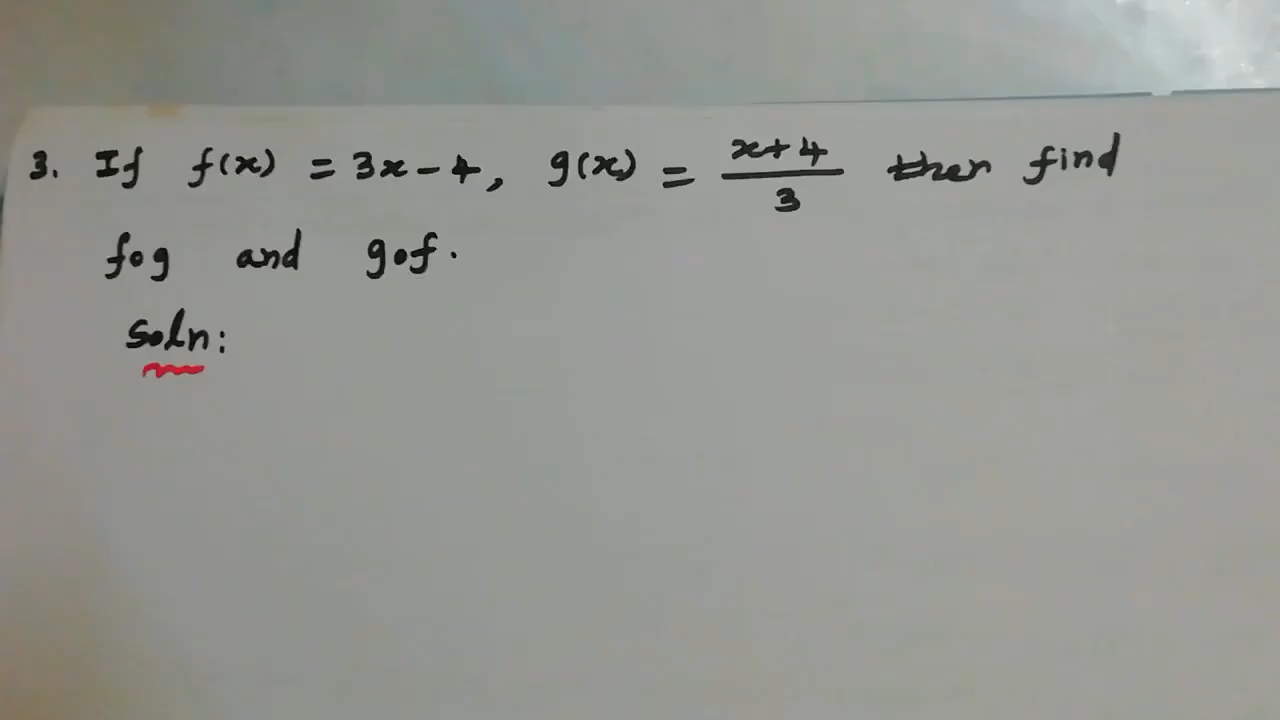 3. If f(x) = 3x - 4, g(x) = (x+4)/3 then find
fog and gof.
Soln: